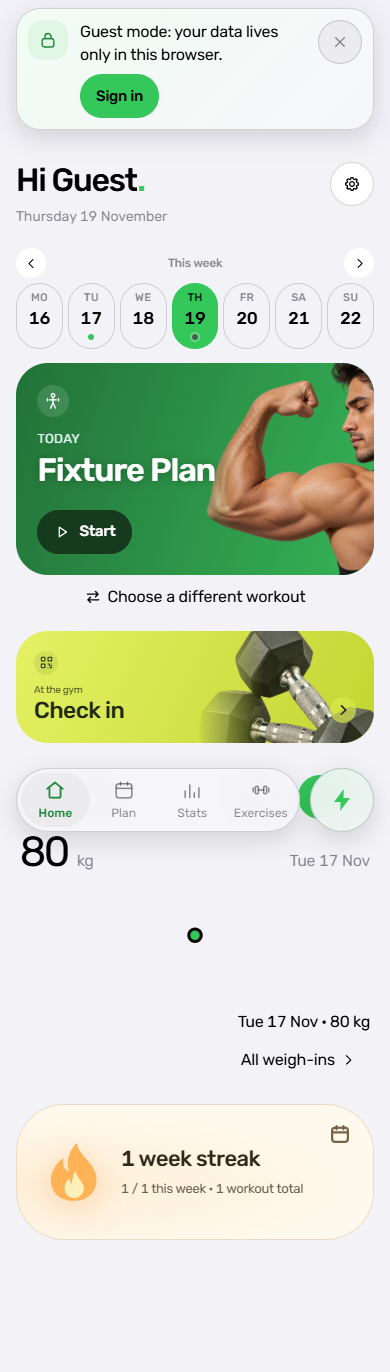 Guest mode: your data lives
only in this browser.
Sign in
Hi Guest.
Thursday 19 November
This week
MO TU WE TH FR SA SU
16 17 18 19 20 21 22
TODAY
Fixture Plan
Start
Choose a different workout
At the gym
Check in
Home Plan Stats Exercises
80 kg Tue 17 Nov
Tue 17 Nov • 80 kg
All weigh-ins
1 week streak
1 / 1 this week • 1 workout total